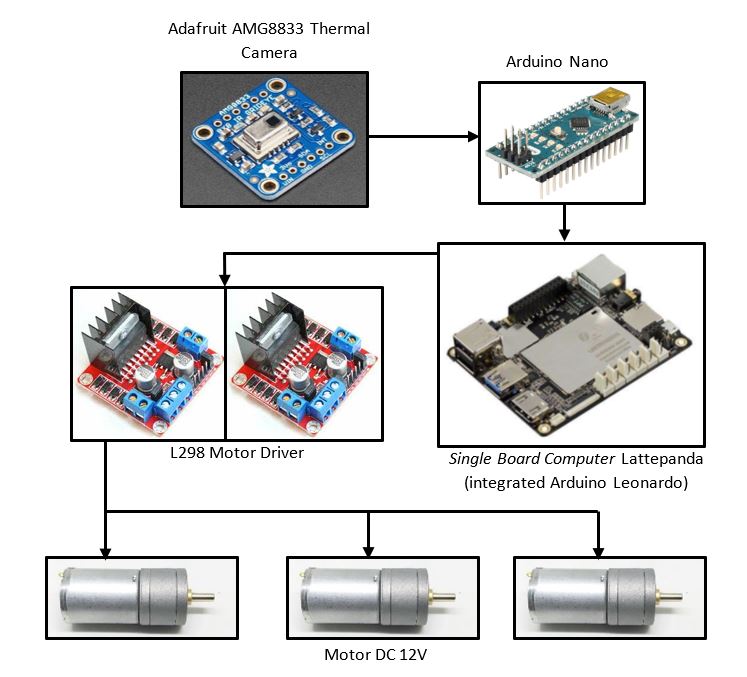 Adafruit AMG8833 Thermal
Camera
Arduino Nano
AMG8833
L298 Motor Driver
Single Board Computer Lattepanda
(integrated Arduino Leonardo)
Motor DC 12V